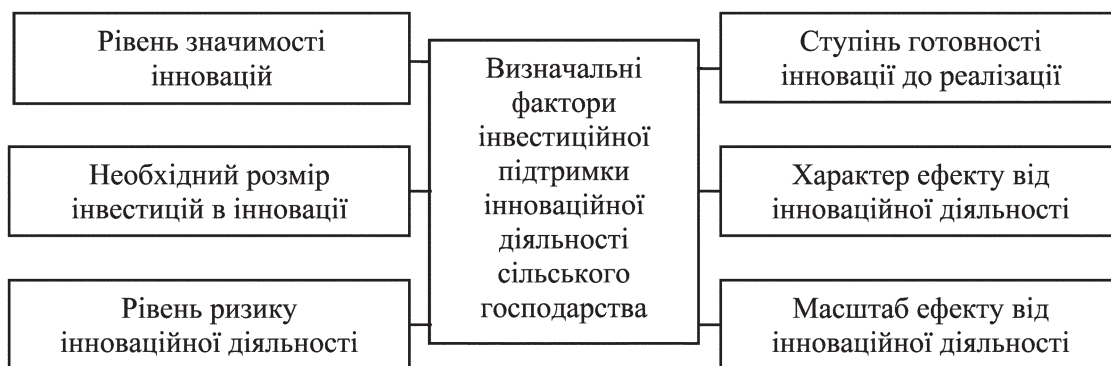 Рівень значимості
інновацій
Необхідний розмір
інвестицій в інновації
Рівень ризику
інноваційної діяльності
Визначальні
фактори
інвестиційної
підтримки
інноваційної
діяльності
сільського
господарства
Ступінь готовності
інновації до реалізації
Характер ефекту від
інноваційної діяльності
Масштаб ефекту від
інноваційної діяльності